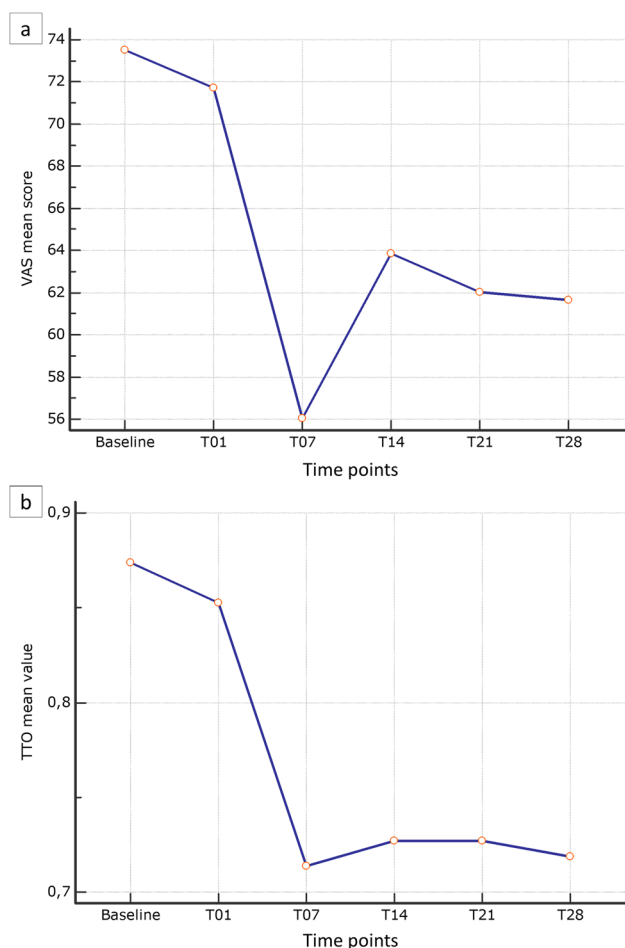 a
74
72
70
68
66
64
62
60
58
56
VAS mean score
Baseline T01 T07 T14 T21 T28
Time points
b
0,9
0,8
0,7
TTO mean value
Baseline T01 T07 T14 T21 T28
Time points